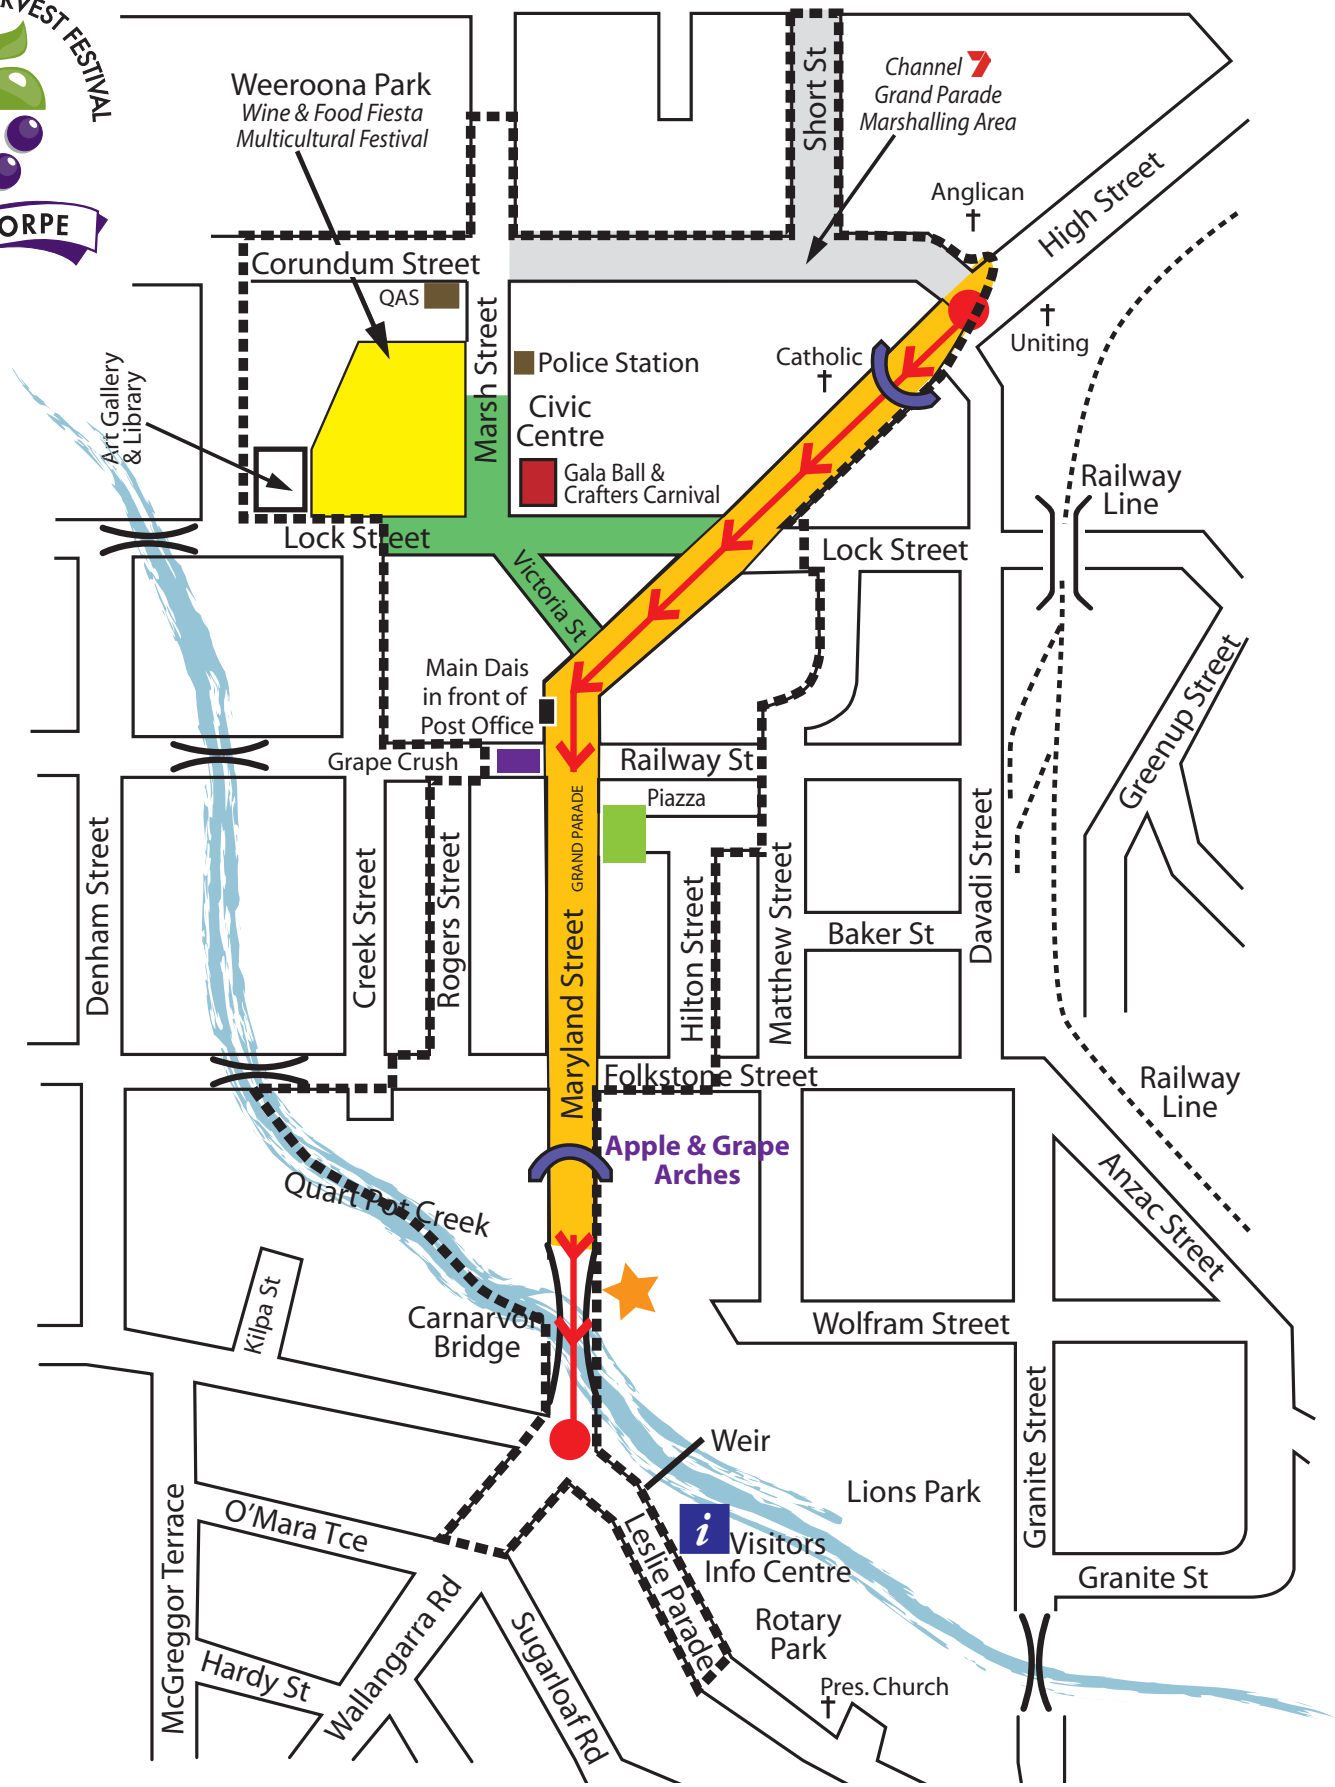 FESTIVAL
Weeroona Park
Wine & Food Fiesta
Multicultural Festival
Short St
Channel 7
Grand Parade
Marshalling Area
Anglican
High Street
Corundum Street
QAS
Marsh Street
Uniting
Catholic
Police Station
Civic
Centre
Gala Ball &
Crafters Carnival
Art Gallery
& Library
Railway
Line
Lock Street
Lock Street
Victoria St
Main Dais
in front of
Post Office
Grape Crush
Railway St
Piazza
GRAND PARADE
Greenup Street
Denham Street
Creek Street
Rogers Street
Maryland Street
Hilton Street
Matthew Street
Baker St
Davadi Street
Folkstone Street
Railway
Line
Apple & Grape
Arches
Anzac Street
Quart Pot Creek
Kilpa St
Carnarvon
Bridge
Wolfram Street
Weir
Granite Street
Lions Park
O'Mara Tce
McGreggor Terrace
i
Visitors
Info Centre
Leslie Parade
Granite St
Rotary
Park
Hardy St
Wallangarra Rd
Sugarloaf Rd
Pres. Church